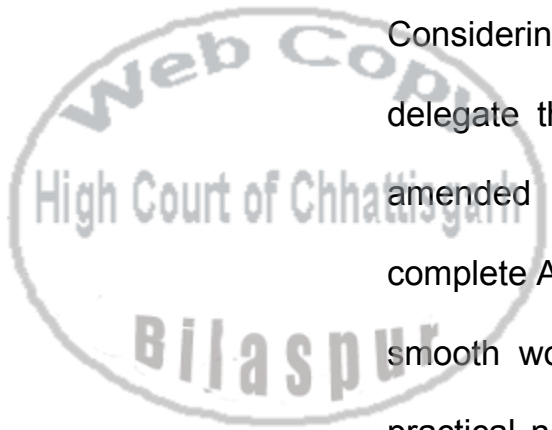 Web Copy
High Court of Chhattisgarh
Bilaspur
Considerin
delegate th
amended
complete A
smooth wo